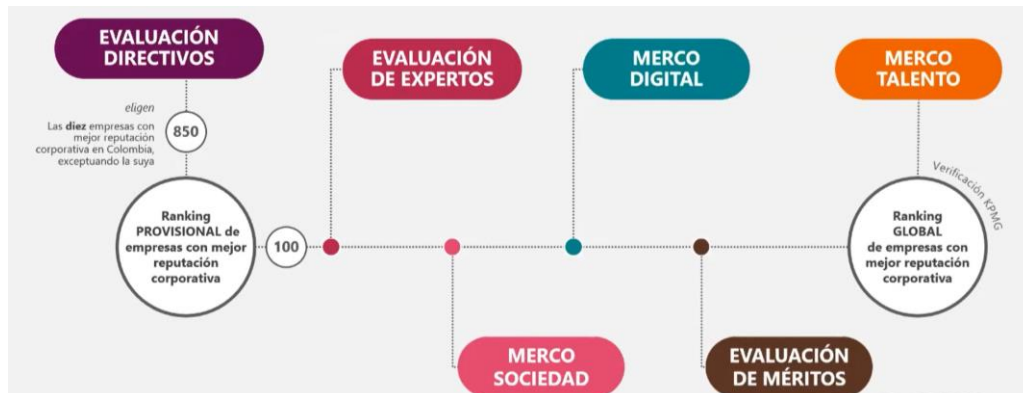 EVALUACIÓN
DIRECTIVOS
eligen
Las diez empresas con
mejor reputación
corporativa en Colombia,
exceptuando la suya
850
Ranking
PROVISIONAL de
empresas con mejor
reputación
corporativa
100
EVALUACIÓN
DE EXPERTOS
MERCO
SOCIEDAD
MERCO
DIGITAL
EVALUACIÓN
DE MÉRITOS
MERCO
TALENTO
Verificación KPMG
Ranking
GLOBAL
de empresas con
mejor reputación
corporativa